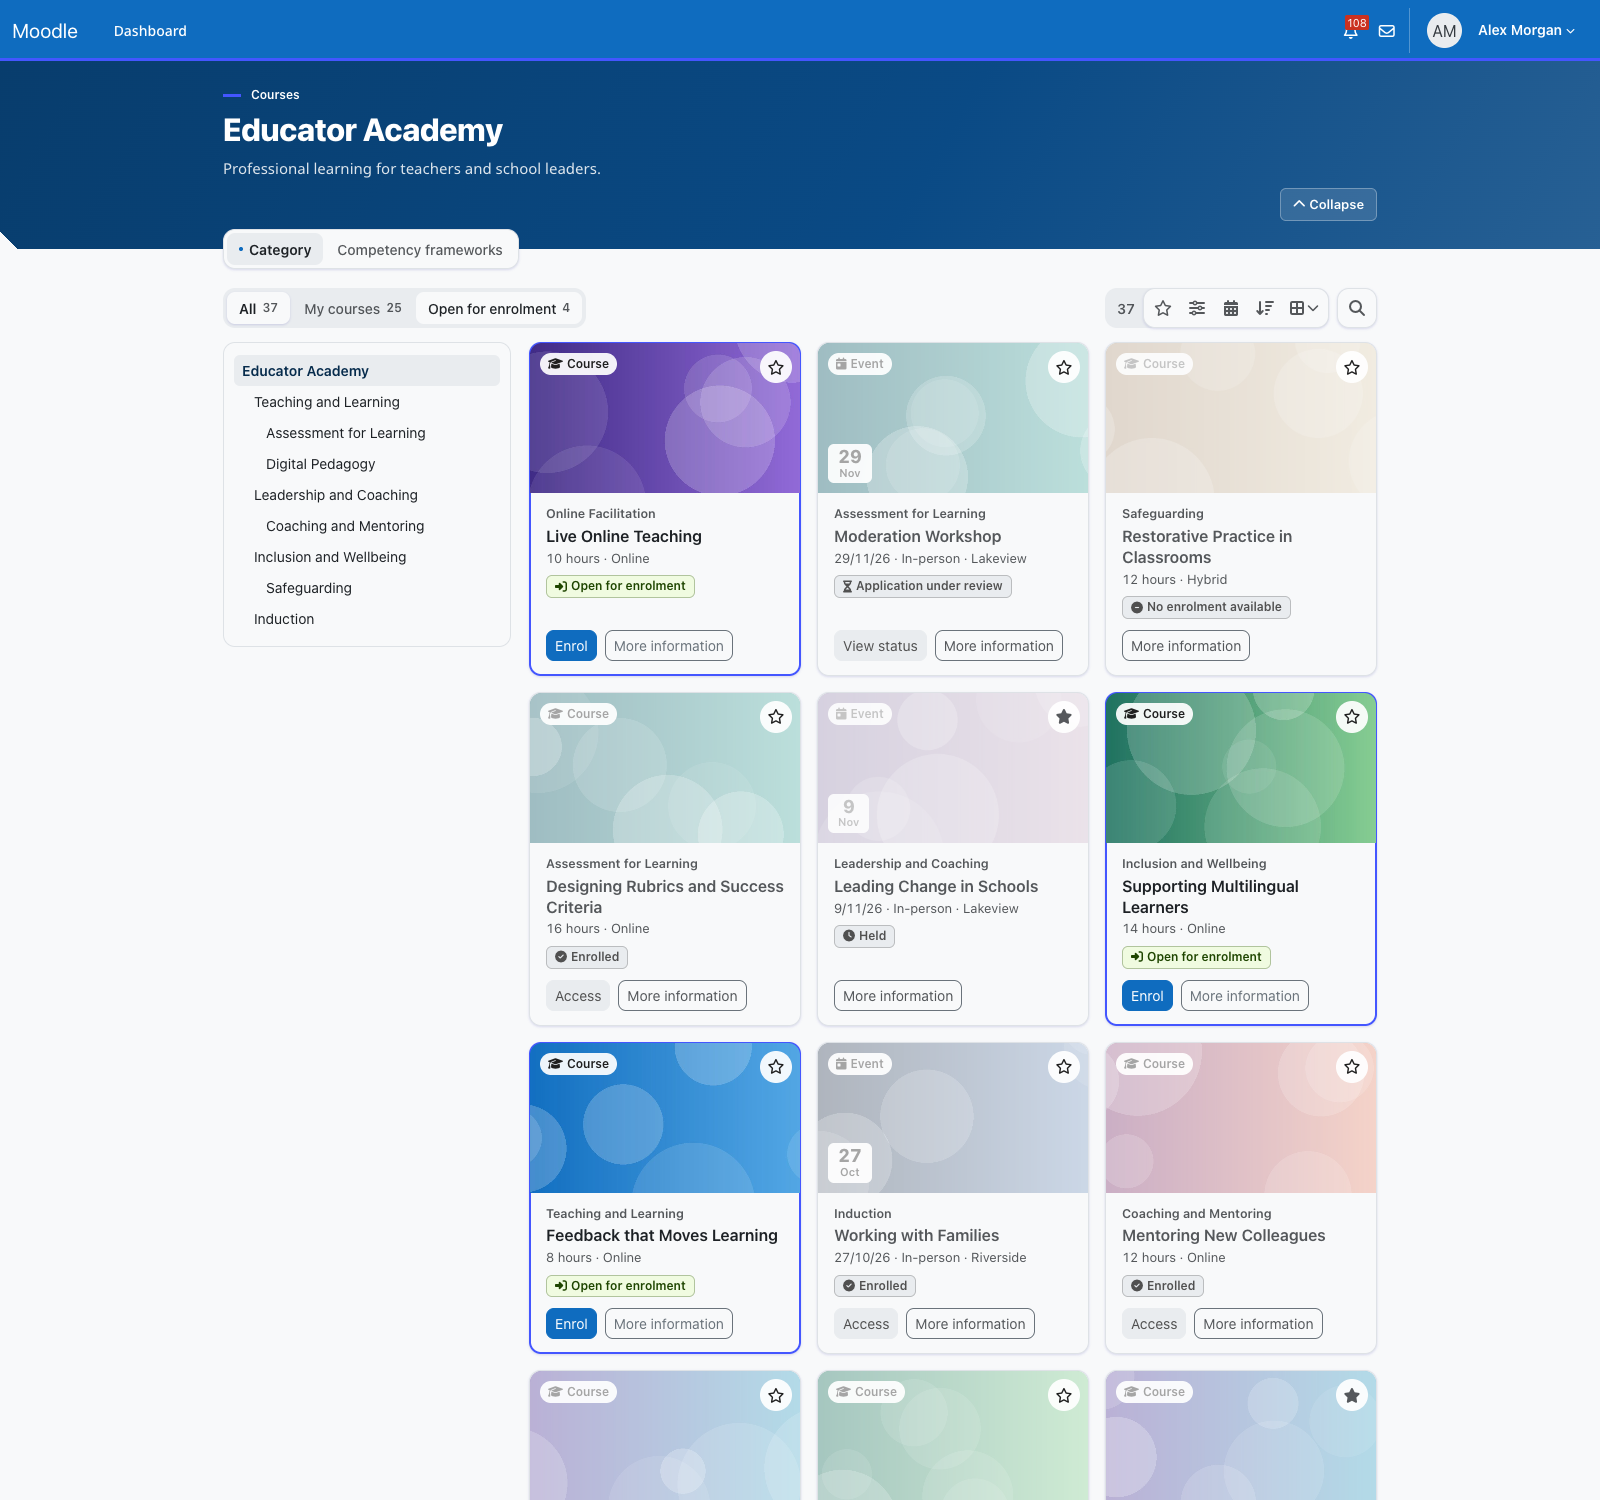 Moodle
Dashboard
108
AM
Alex Morgan
Courses
Educator Academy
Professional learning for teachers and school leaders.
Collapse
Category
Competency frameworks
All 37
My courses 25
Open for enrolment 4
37
Educator Academy
Teaching and Learning
Assessment for Learning
Digital Pedagogy
Leadership and Coaching
Coaching and Mentoring
Inclusion and Wellbeing
Safeguarding
Induction
Course
Online Facilitation
Live Online Teaching
10 hours · Online
Open for enrolment
Enrol
More information
Event
29
Nov
Assessment for Learning
Moderation Workshop
29/11/26 · In-person · Lakeview
Application under review
View status
More information
Course
Safeguarding
Restorative Practice in
Classrooms
12 hours · Hybrid
No enrolment available
More information
Course
Assessment for Learning
Designing Rubrics and Success
Criteria
16 hours · Online
Enrolled
Access
More information
Event
9
Nov
Leadership and Coaching
Leading Change in Schools
9/11/26 · In-person · Lakeview
Held
More information
Course
Inclusion and Wellbeing
Supporting Multilingual
Learners
14 hours · Online
Open for enrolment
Enrol
More information
Course
Teaching and Learning
Feedback that Moves Learning
8 hours · Online
Open for enrolment
Enrol
More information
Event
27
Oct
Induction
Working with Families
27/10/26 · In-person · Riverside
Enrolled
Access
More information
Course
Coaching and Mentoring
Mentoring New Colleagues
12 hours · Online
Enrolled
Access
More information
Course
Course
Course